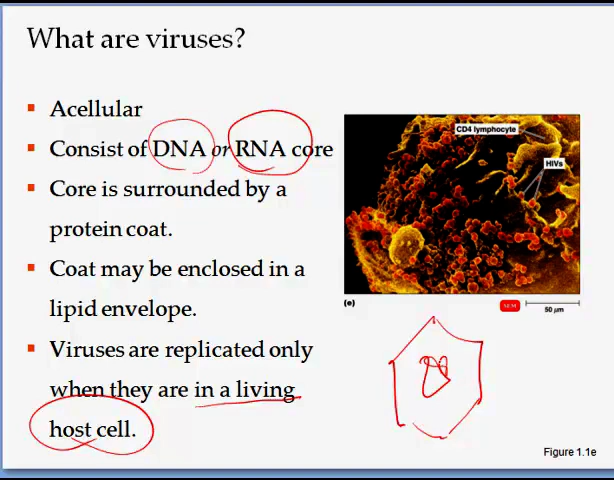 What are viruses?
Acellular
Consist of DNA or RNA core
Core is surrounded by a
protein coat.
Coat may be enclosed in a
lipid envelope.
Viruses are replicated only
when they are in a living
host cell.
CD4 lymphocyte
HIVs
(e)
SEM
50 μm
Figure 1.1e